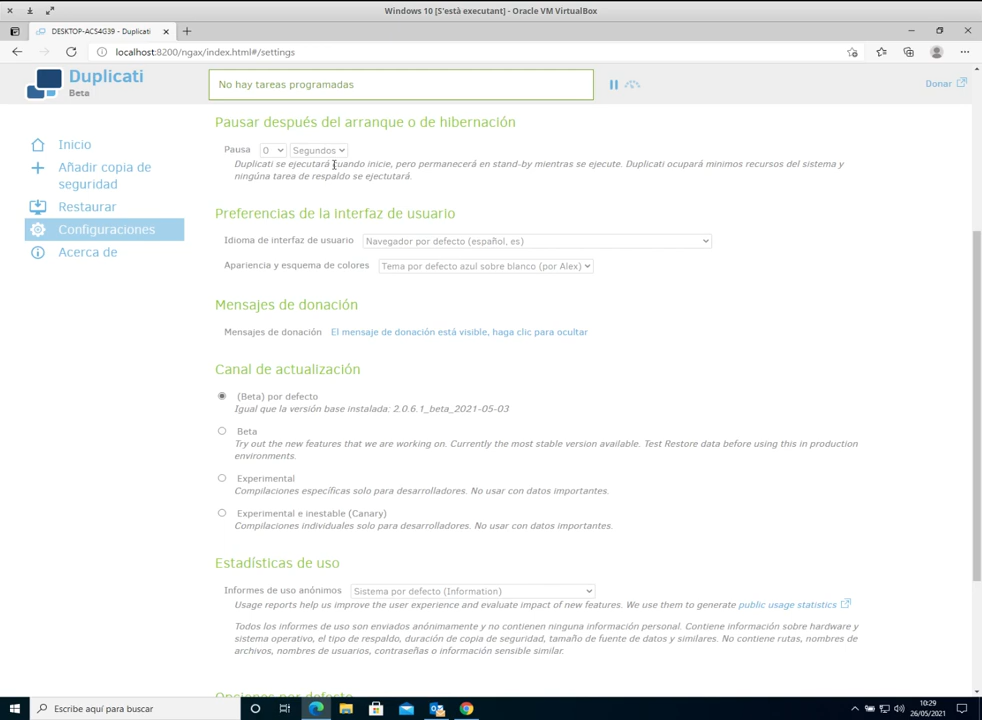 Windows 10 [S'està executant] - Oracle VM VirtualBox
DESKTOP-ACS4G39 - Duplicati
localhost:8200/ngax/index.html#/settings
Duplicati
Beta
No hay tareas programadas
Donar
Inicio
Añadir copia de
seguridad
Restaurar
Configuraciones
Acerca de
Pausar después del arranque o de hibernación
Pausa 0 Segundos
Duplicati se ejecutará cuando inicie, pero permanecerá en stand-by mientras se ejecute. Duplicati ocupará minimos recursos del sistema y
ningúna tarea de respaldo se ejectutará.
Preferencias de la interfaz de usuario
Idioma de interfaz de usuario Navegador por defecto (español, es)
Apariencia y esquema de colores Tema por defecto azul sobre blanco (por Alex)
Mensajes de donación
Mensajes de donación El mensaje de donación está visible, haga clic para ocultar
Canal de actualización
(Beta) por defecto
Igual que la versión base instalada: 2.0.6.1_beta_2021-05-03
Beta
Try out the new features that we are working on. Currently the most stable version available. Test Restore data before using this in production
environments.
Experimental
Compilaciones específicas solo para desarrolladores. No usar con datos importantes.
Experimental e inestable (Canary)
Compilaciones individuales solo para desarrolladores. No usar con datos importantes.
Estadísticas de uso
Informes de uso anónimos Sistema por defecto (Information)
Usage reports help us improve the user experience and evaluate impact of new features. We use them to generate public usage statistics
Todos los informes de uso son enviados anónimamente y no contienen ninguna información personal. Contiene información sobre hardware y
sistema operativo, el tipo de respaldo, duración de copia de seguridad, tamaño de fuente de datos y similares. No contiene rutas, nombres de
archivos, nombres de usuarios, contraseñas o información sensible similar.
Opciones por defecto
Escribe aquí para buscar
10:29
26/05/2021